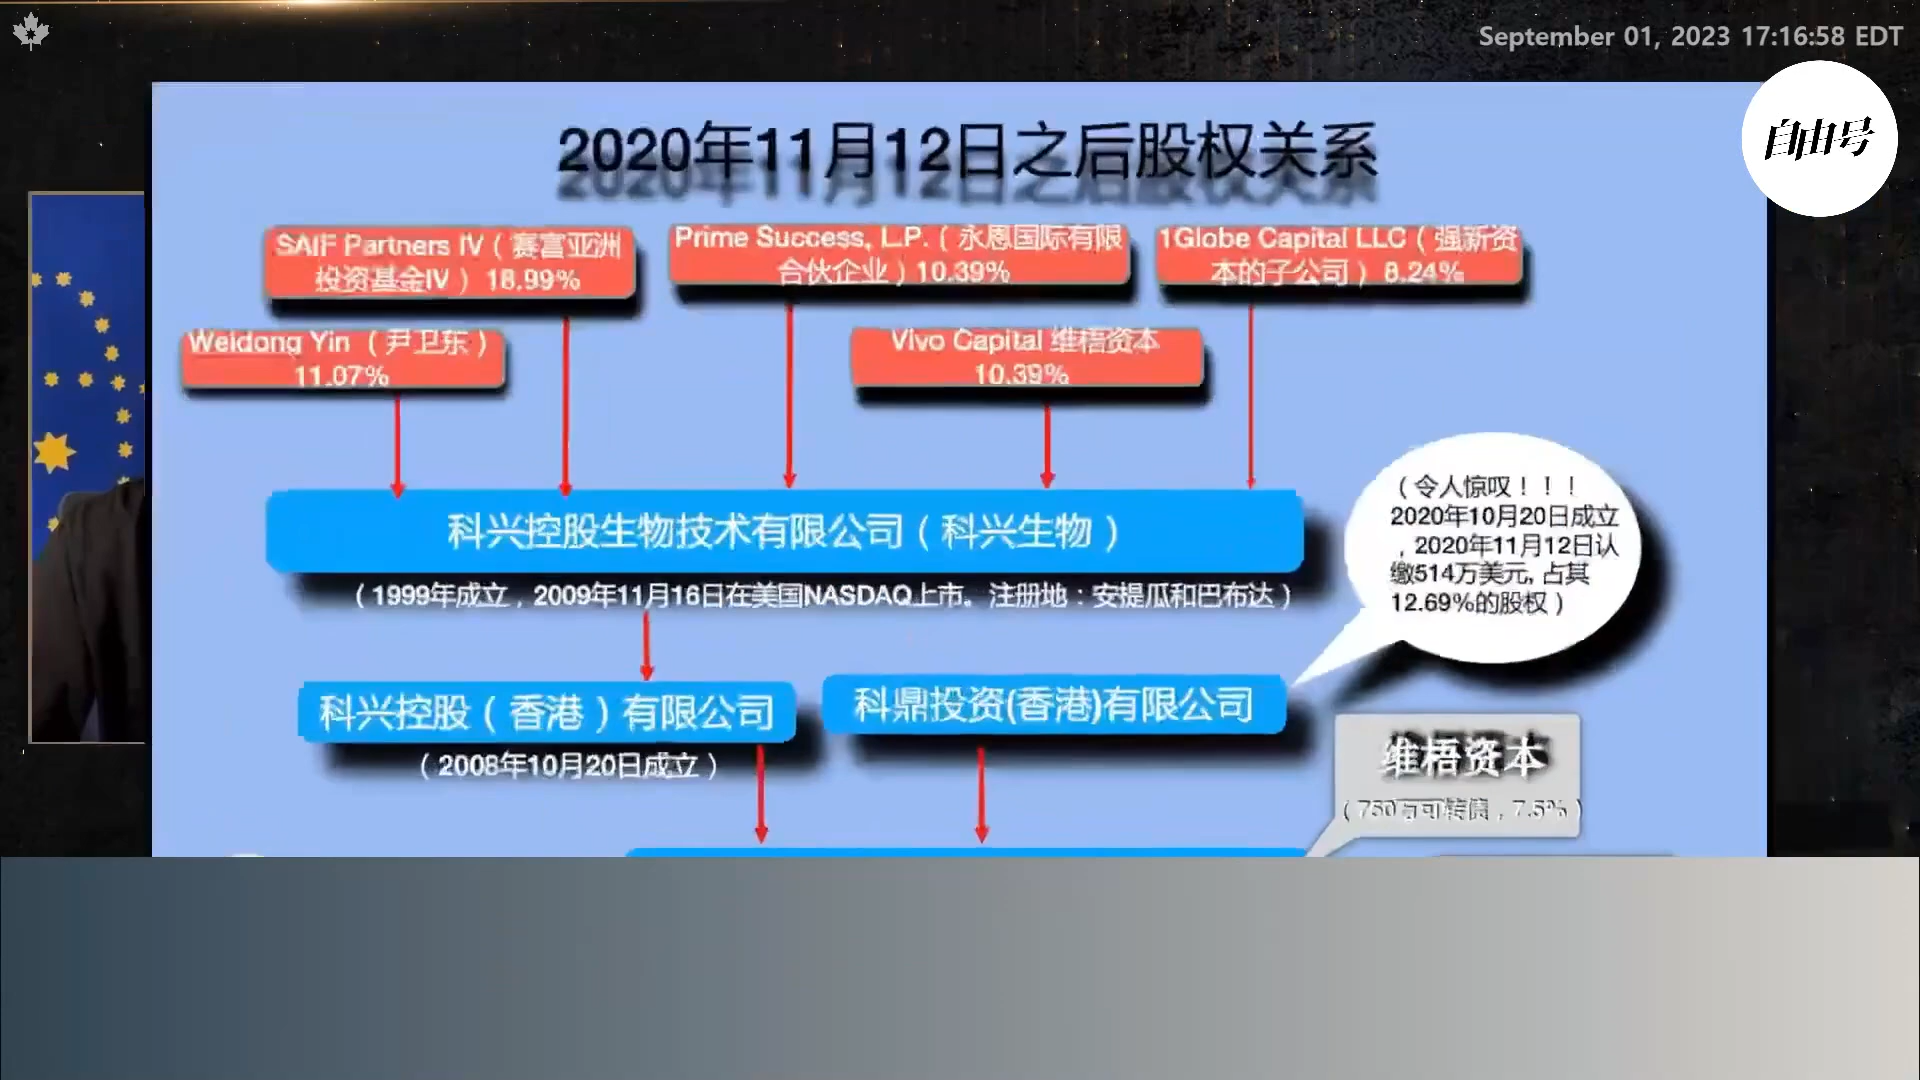 September 01, 2023 17:16:58 EDT
自由号
2020年11月12日之后股权关系
SAIF Partners IV（赛富亚洲
投资基金IV）18.99%
Prime Success, L.P.（永恩国际有限
合伙企业）10.39%
1Globe Capital LLC（强新资
本的子公司）8.24%
Weidong Yin （尹卫东）
11.07%
Vivo Capital 维梧资本
10.39%
科兴控股生物技术有限公司（科兴生物）
（1999年成立，2009年11月16日在美国NASDAQ上市。注册地：安提瓜和巴布达）
（令人惊叹！！！
2020年10月20日成立
，2020年11月12日认
缴514万美元, 占其
12.69%的股权）
科兴控股（香港）有限公司
（2008年10月20日成立）
科鼎投资(香港)有限公司
维梧资本
（750万可转债，7.5%）